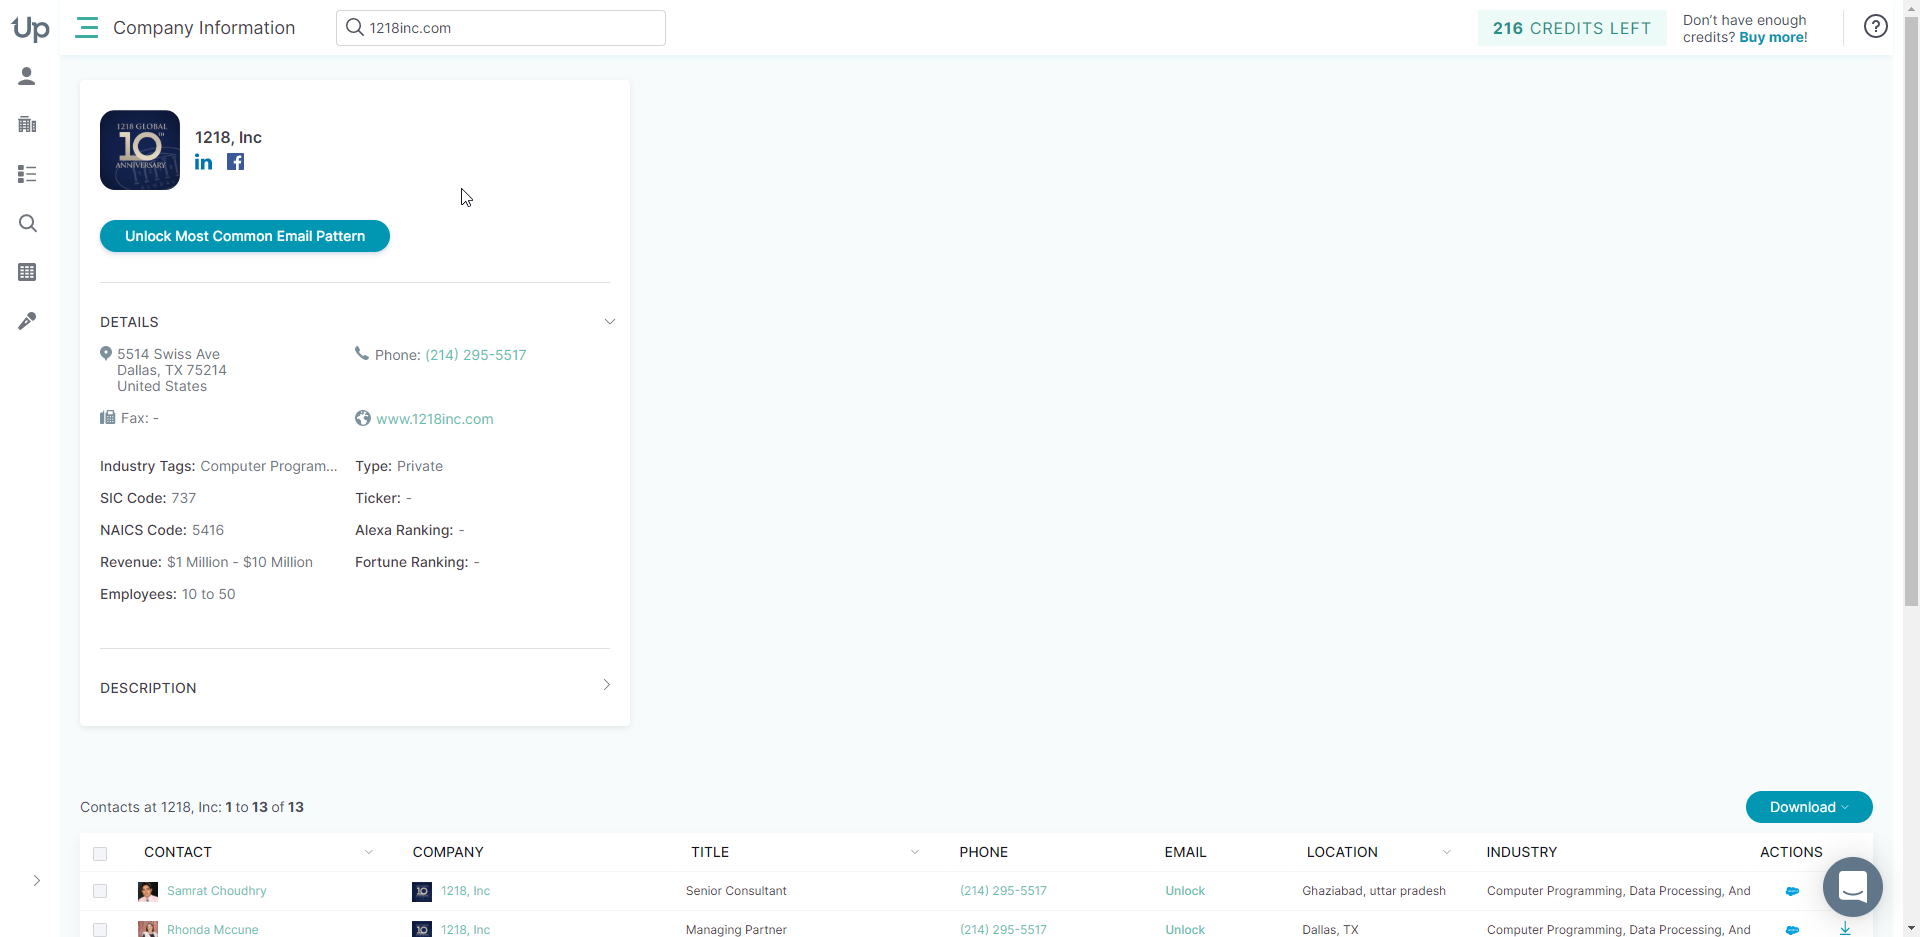 Up
Company Information
1218inc.com
216 CREDITS LEFT
Don't have enough
credits? Buy more!
1218 GLOBAL
10TH
ANNIVERSARY
1218, Inc
Unlock Most Common Email Pattern
DETAILS
5514 Swiss Ave
Dallas, TX 75214
United States
Phone: (214) 295-5517
Fax: -
www.1218inc.com
Industry Tags: Computer Program...
Type: Private
SIC Code: 737
Ticker: -
NAICS Code: 5416
Alexa Ranking: -
Revenue: $1 Million - $10 Million
Fortune Ranking: -
Employees: 10 to 50
DESCRIPTION
Contacts at 1218, Inc: 1 to 13 of 13
Download
CONTACT COMPANY TITLE PHONE EMAIL LOCATION INDUSTRY ACTIONS
Samrat Choudhry 1218, Inc Senior Consultant (214) 295-5517 Unlock Ghaziabad, uttar pradesh Computer Programming, Data Processing, And
Rhonda Mccune 1218, Inc Managing Partner (214) 295-5517 Unlock Dallas, TX Computer Programming, Data Processing, And